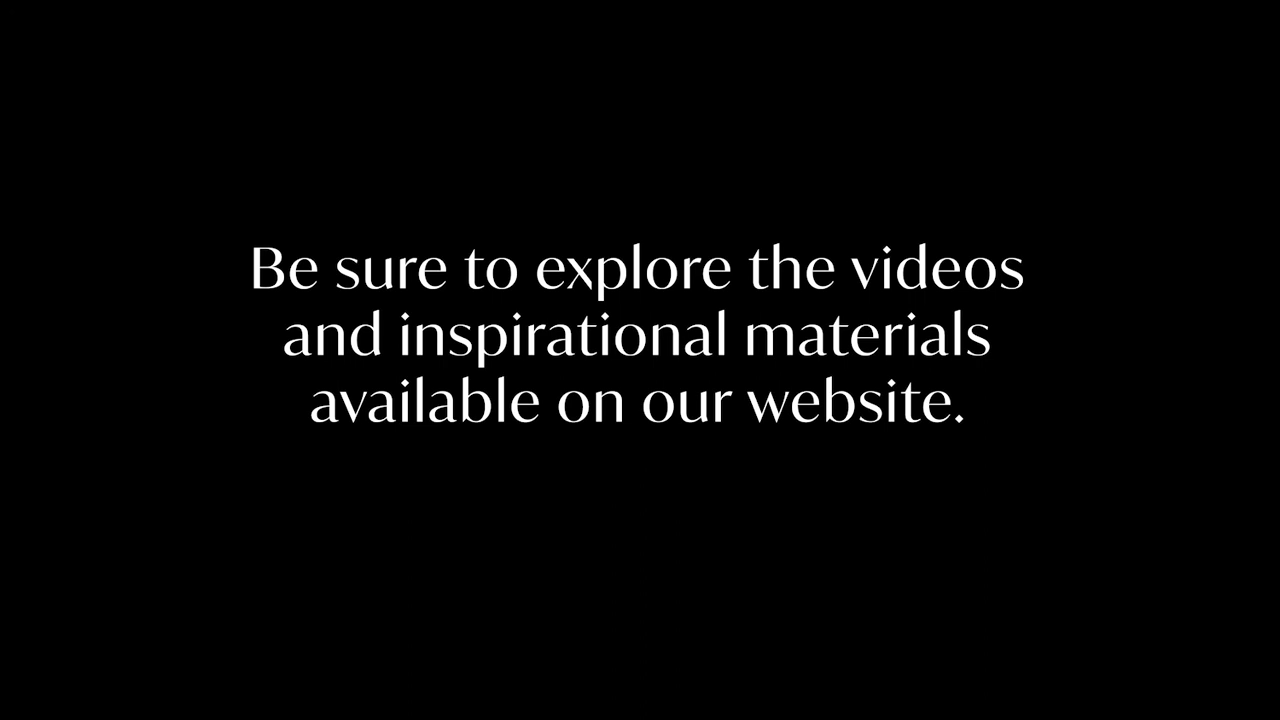 Be sure to explore the videos
and inspirational materials
available on our website.